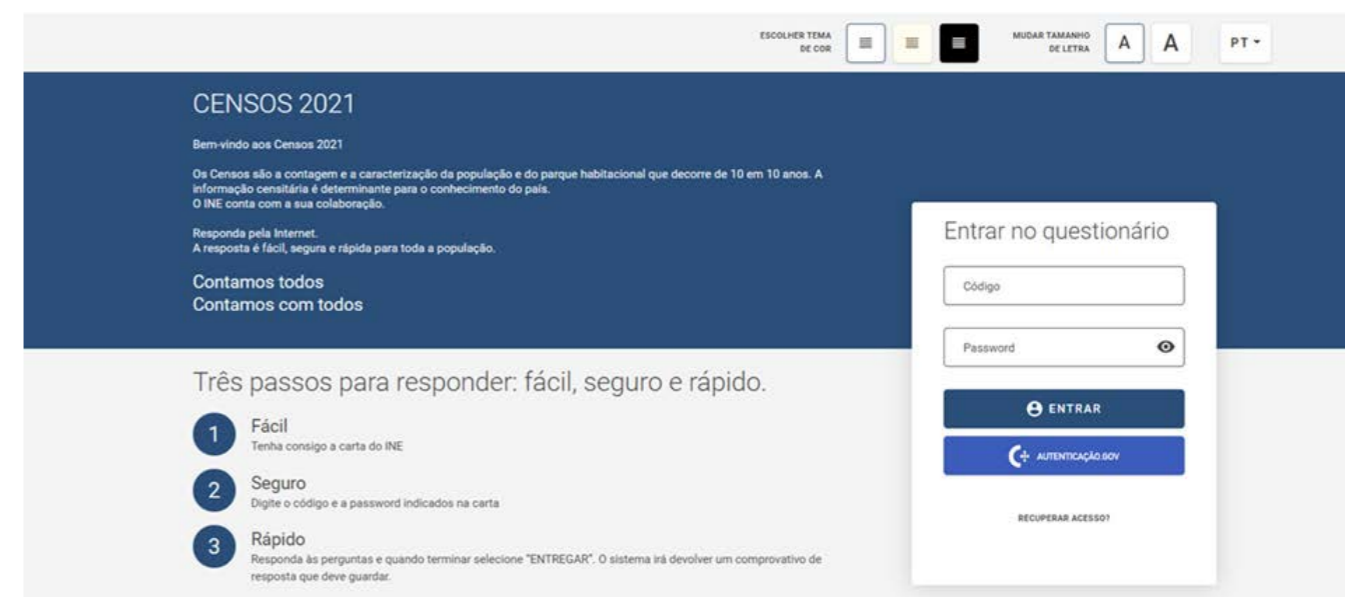 ESCOLHER TEMA
DE COR
MUDAR TAMANHO
DE LETRA
A
A
PT
CENSOS 2021
Bem-vindo aos Censos 2021
Os Censos são a contagem e a caracterização da população e do parque habitacional que decorre de 10 em 10 anos. A
informação censitária é determinante para o conhecimento do país.
O INE conta com a sua colaboração.
Responda pela Internet.
A resposta é fácil, segura e rápida para toda a população.
Contamos todos
Contamos com todos
Entrar no questionário
Código
Password
ENTRAR
AUTENTICAÇÃO.GOV
RECUPERAR ACESSO?
Três passos para responder: fácil, seguro e rápido.
1
Fácil
Tenha consigo a carta do INE
2
Seguro
Digite o código e a password indicados na carta
3
Rápido
Responda às perguntas e quando terminar selecione "ENTREGAR". O sistema irá devolver um comprovativo de
resposta que deve guardar.